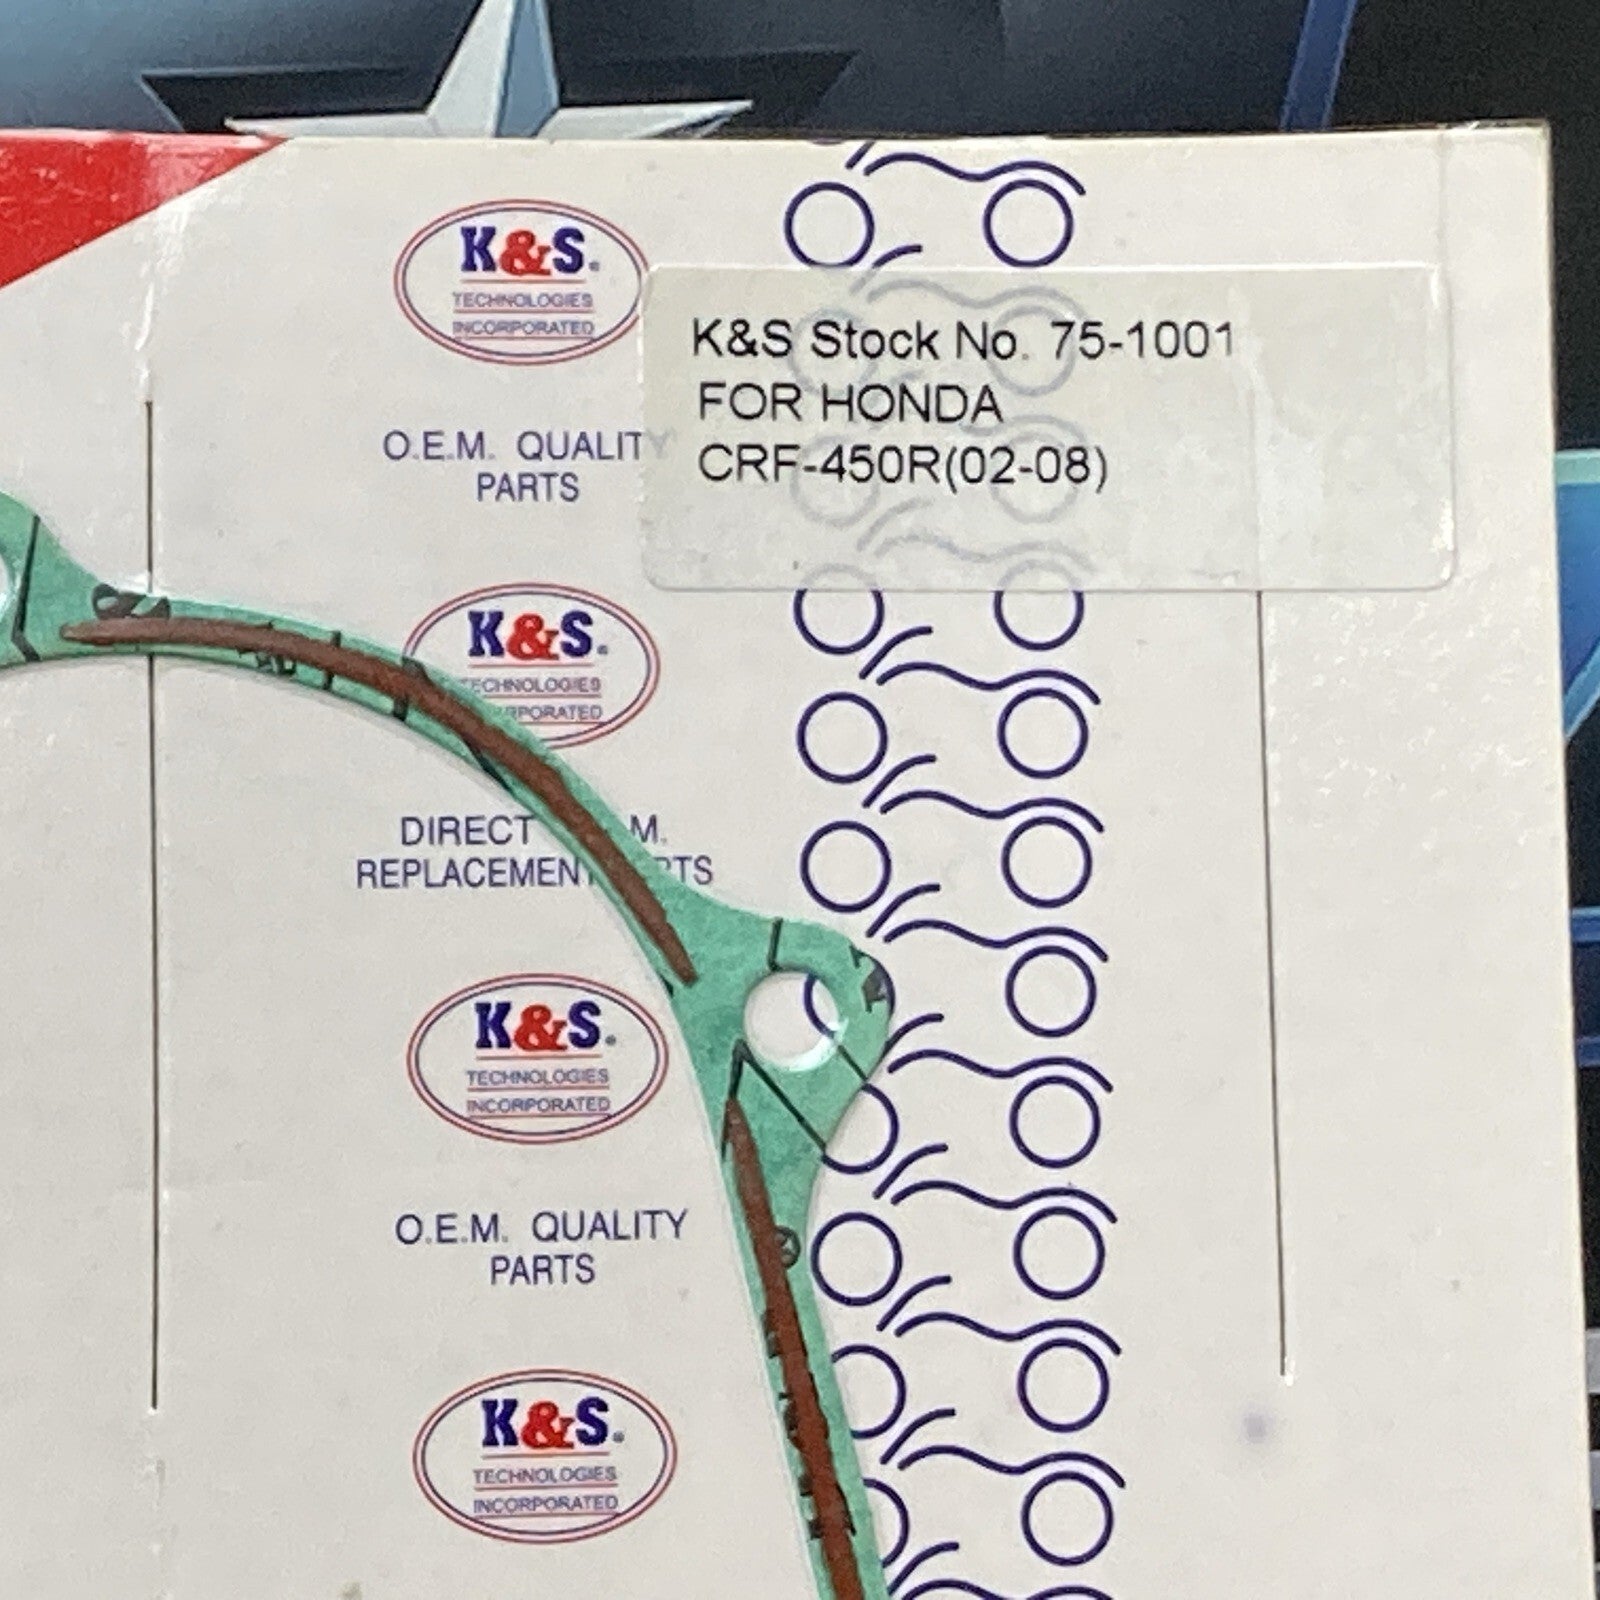 K&S®
TECHNOLOGIES
INCORPORATED
K&S Stock No. 75-1001
FOR HONDA
CRF-450R(02-08)
O.E.M. QUALITY
PARTS
K&S®
TECHNOLOGIES
DIRECT M.
REPLACEMENT
K&S®
TECHNOLOGIES
INCORPORATED
O.E.M. QUALITY
PARTS
K&S®
TECHNOLOGIES
INCORPORATED